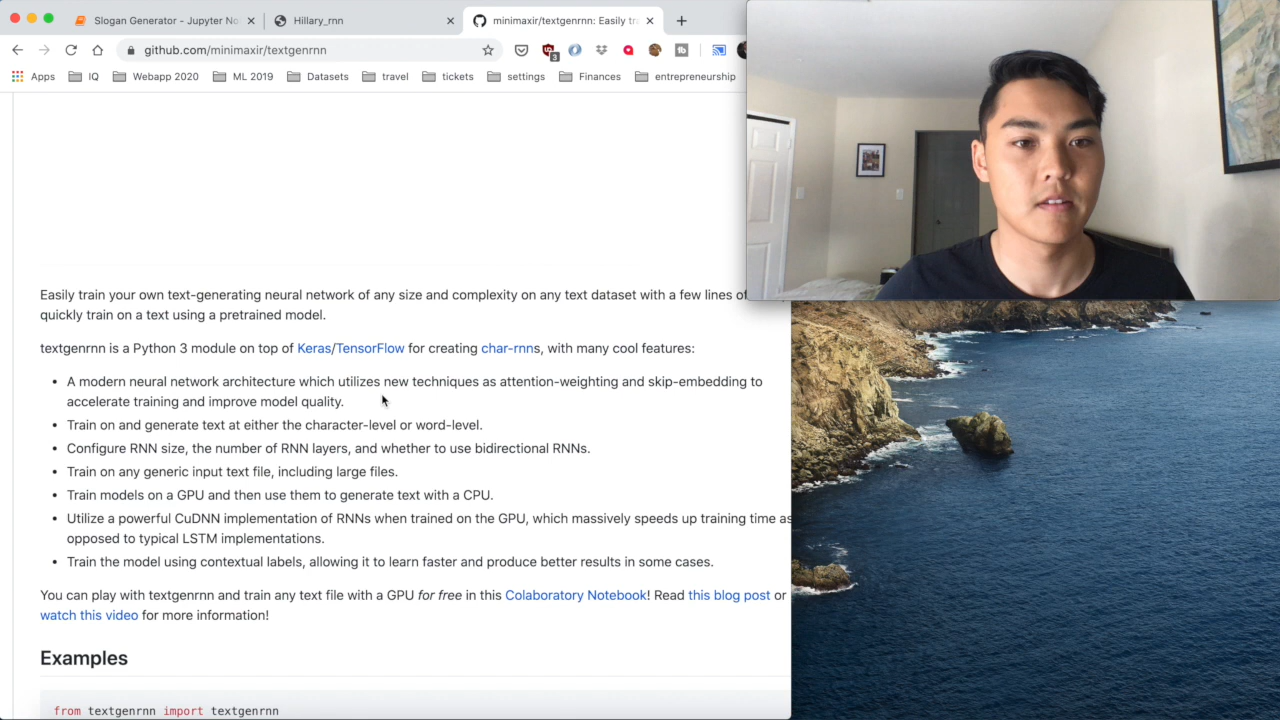 Slogan Generator - Jupyter No
Hillary_rnn
minimaxir/textgenrnn: Easily tra
github.com/minimaxir/textgenrnn
3
tb
Apps IQ Webapp 2020 ML 2019 Datasets travel tickets settings Finances entrepreneurship
Easily train your own text-generating neural network of any size and complexity on any text dataset with a few lines of
quickly train on a text using a pretrained model.
textgenrnn is a Python 3 module on top of Keras/TensorFlow for creating char-rnns, with many cool features:
• A modern neural network architecture which utilizes new techniques as attention-weighting and skip-embedding to
accelerate training and improve model quality.
• Train on and generate text at either the character-level or word-level.
• Configure RNN size, the number of RNN layers, and whether to use bidirectional RNNs.
• Train on any generic input text file, including large files.
• Train models on a GPU and then use them to generate text with a CPU.
• Utilize a powerful CuDNN implementation of RNNs when trained on the GPU, which massively speeds up training time as
opposed to typical LSTM implementations.
• Train the model using contextual labels, allowing it to learn faster and produce better results in some cases.
You can play with textgenrnn and train any text file with a GPU for free in this Colaboratory Notebook! Read this blog post or
watch this video for more information!
Examples
from textgenrnn import textgenrnn